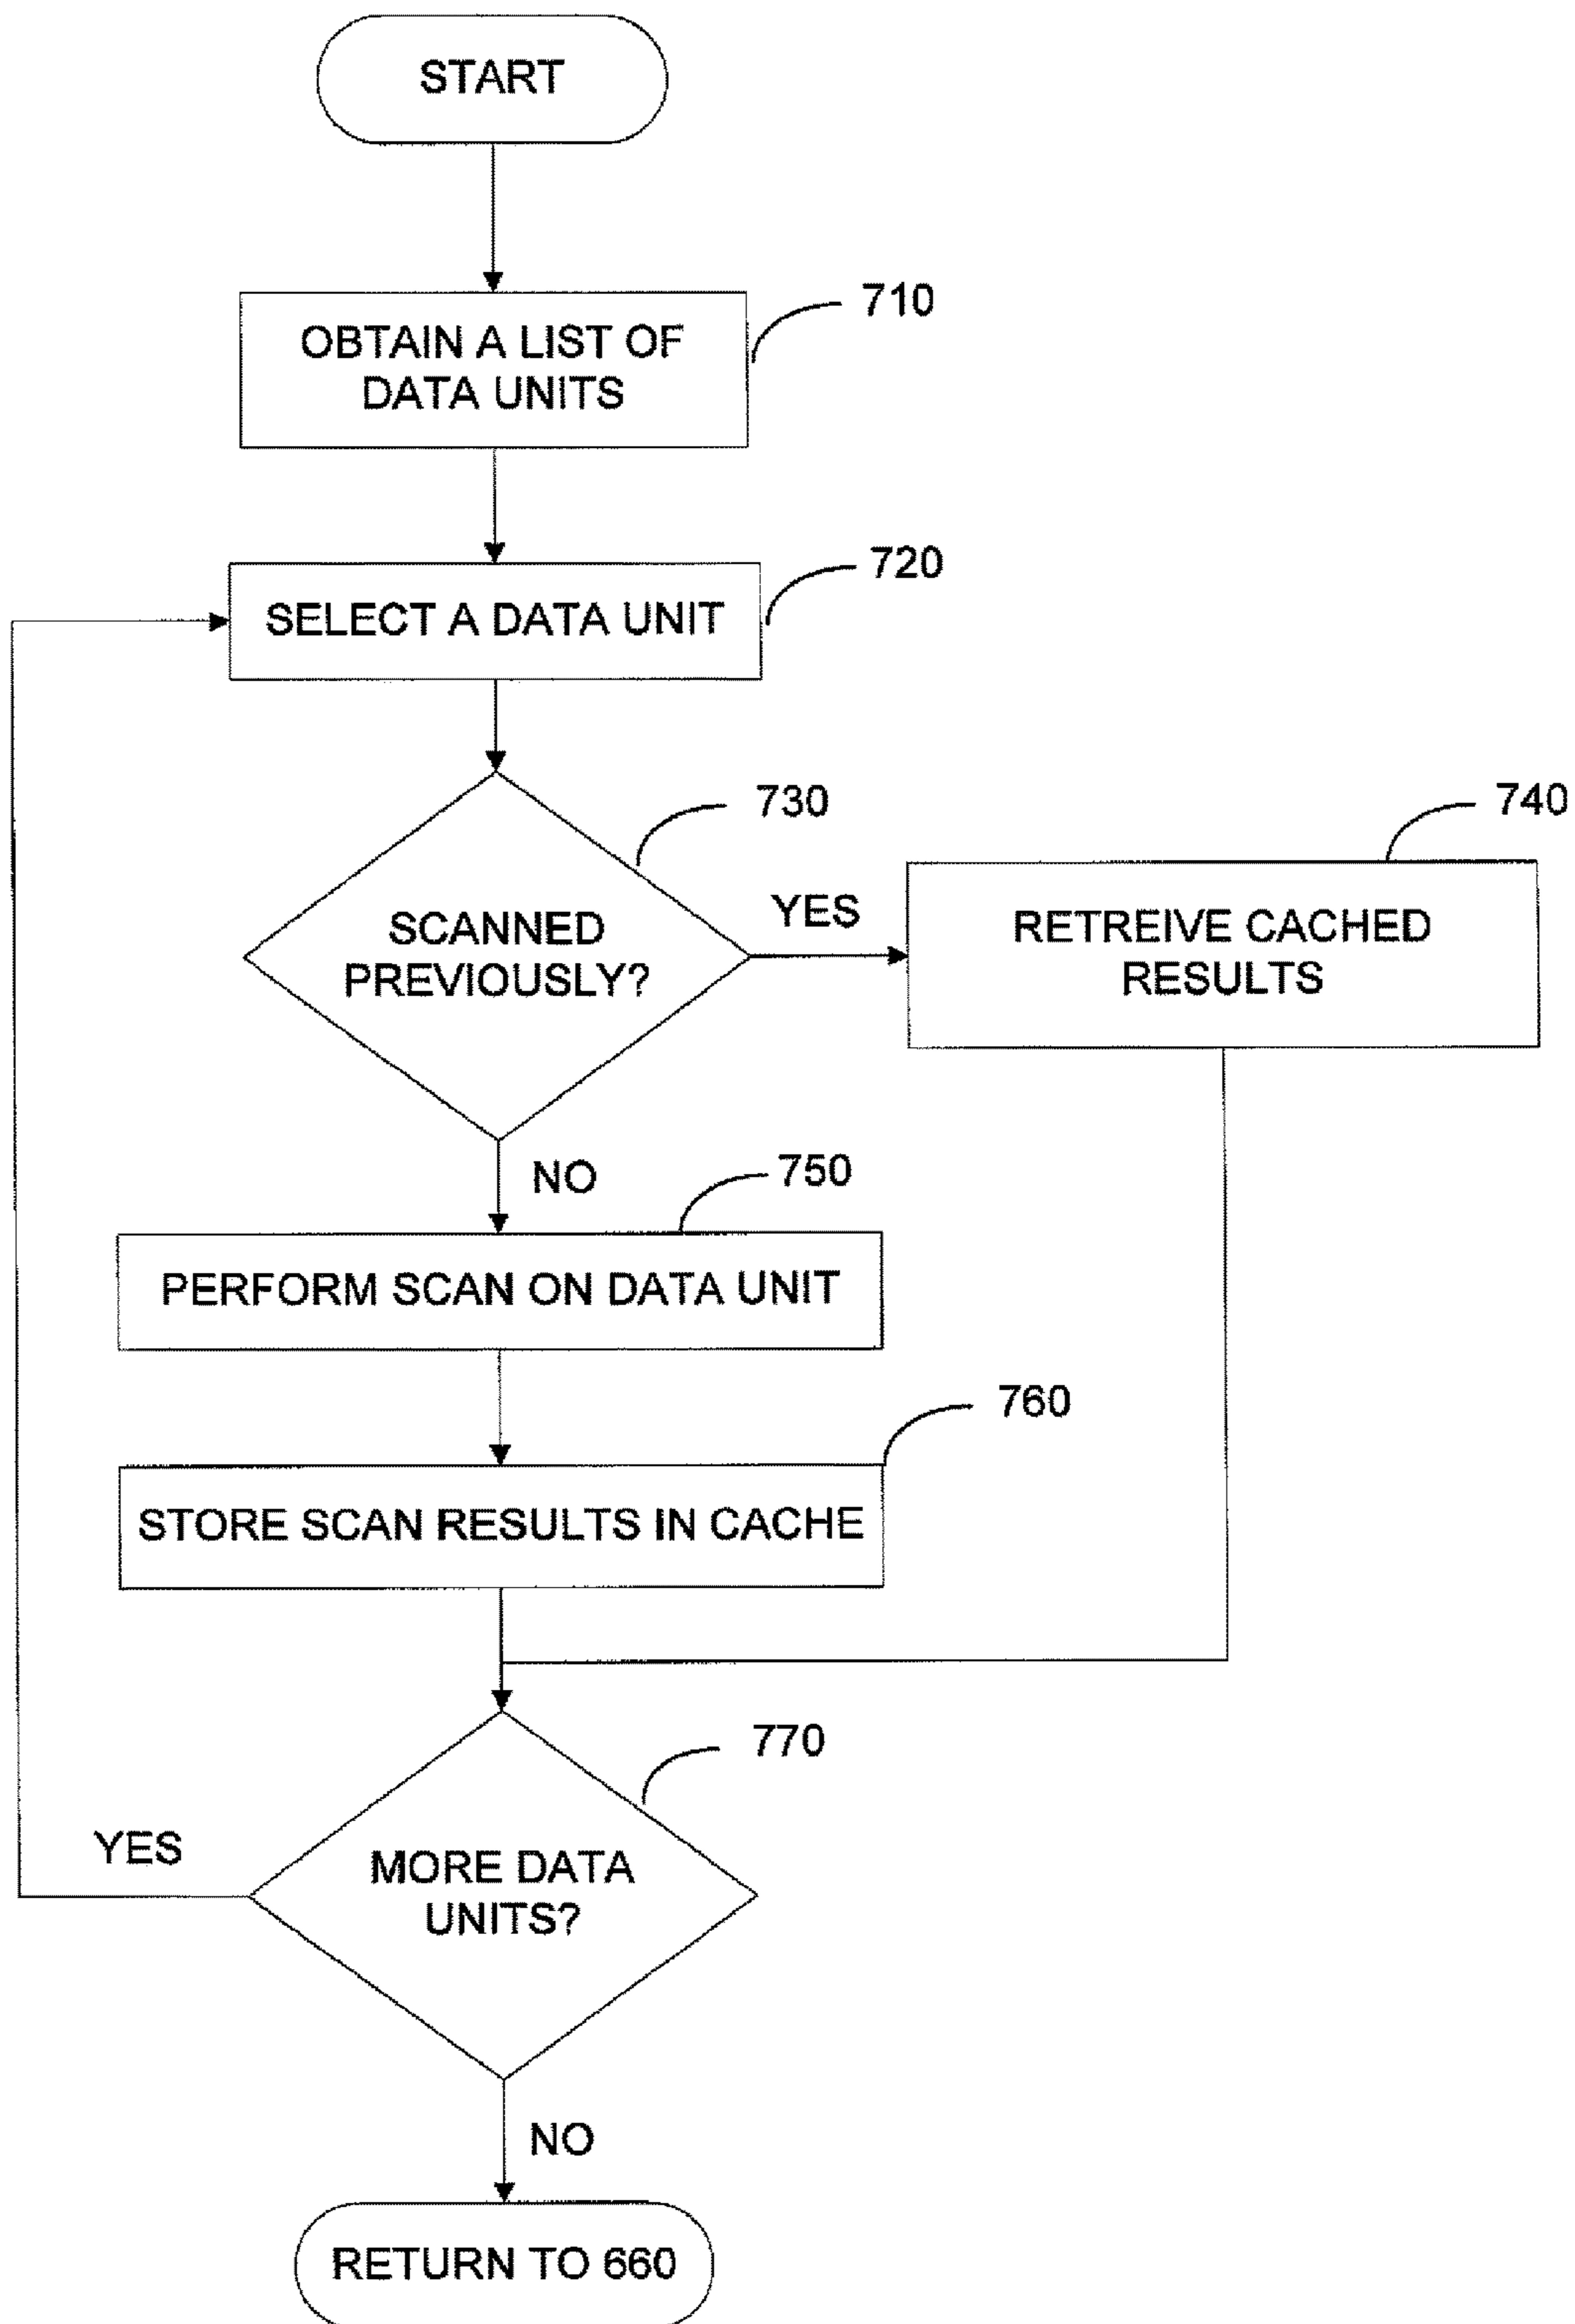 START
710
OBTAIN A LIST OF
DATA UNITS
720
SELECT A DATA UNIT
730
740
SCANNED
PREVIOUSLY?
YES
RETREIVE CACHED
RESULTS
NO
750
PERFORM SCAN ON DATA UNIT
760
STORE SCAN RESULTS IN CACHE
770
MORE DATA
UNITS?
YES
NO
RETURN TO 660